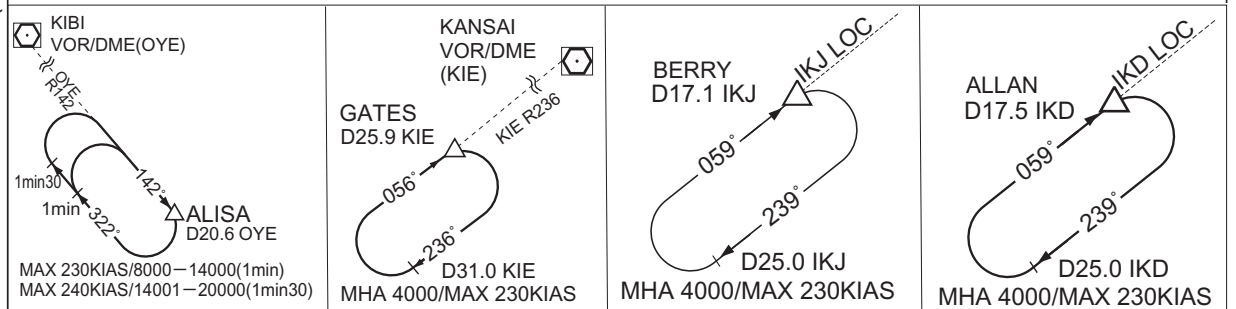 KIBI
VOR/DME(OYE)
OYE
R142
1min30
1min
142°
322°
ALISA
D20.6 OYE
MAX 230KIAS/8000－14000(1min)
MAX 240KIAS/14001－20000(1min30)
KANSAI
VOR/DME
(KIE)
GATES
D25.9 KIE
KIE R236
056°
236°
D31.0 KIE
MHA 4000/MAX 230KIAS
BERRY
D17.1 IKJ
IKJ LOC
059°
239°
D25.0 IKJ
MHA 4000/MAX 230KIAS
ALLAN
D17.5 IKD
IKD LOC
059°
239°
D25.0 IKD
MHA 4000/MAX 230KIAS